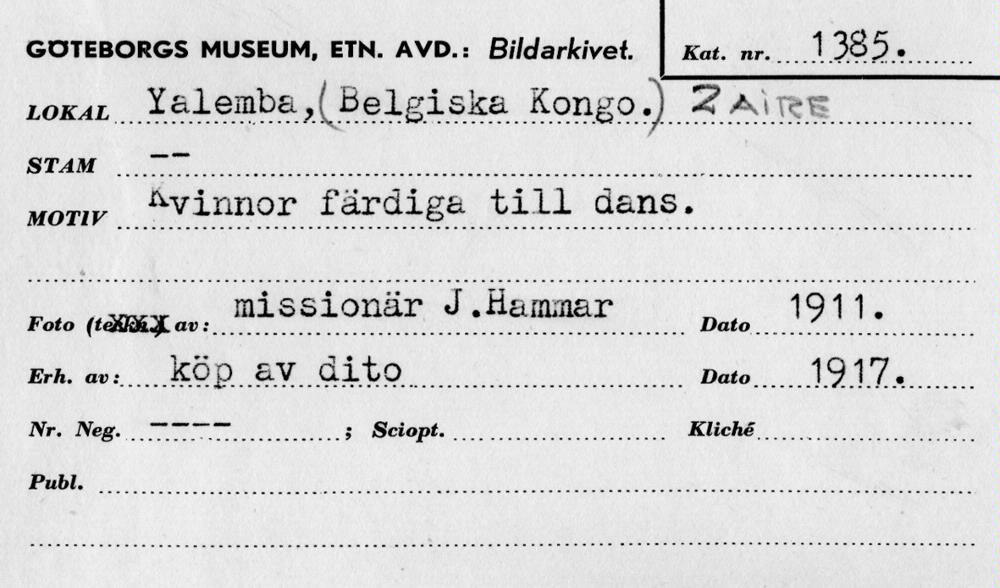 GÖTEBORGS MUSEUM, ETN. AVD.: Bildarkivet. Kat. nr. 1385.
LOKAL Yalemba, (Belgiska Kongo.) ZAIRE
STAM --
MOTIV Kvinnor färdiga till dans.
Foto (teckn.) av: missionär J.Hammar Dato 1911.
Erh. av: köp av dito Dato 1917.
Nr. Neg. ---- ; Sciopt. Kliché
Publ.